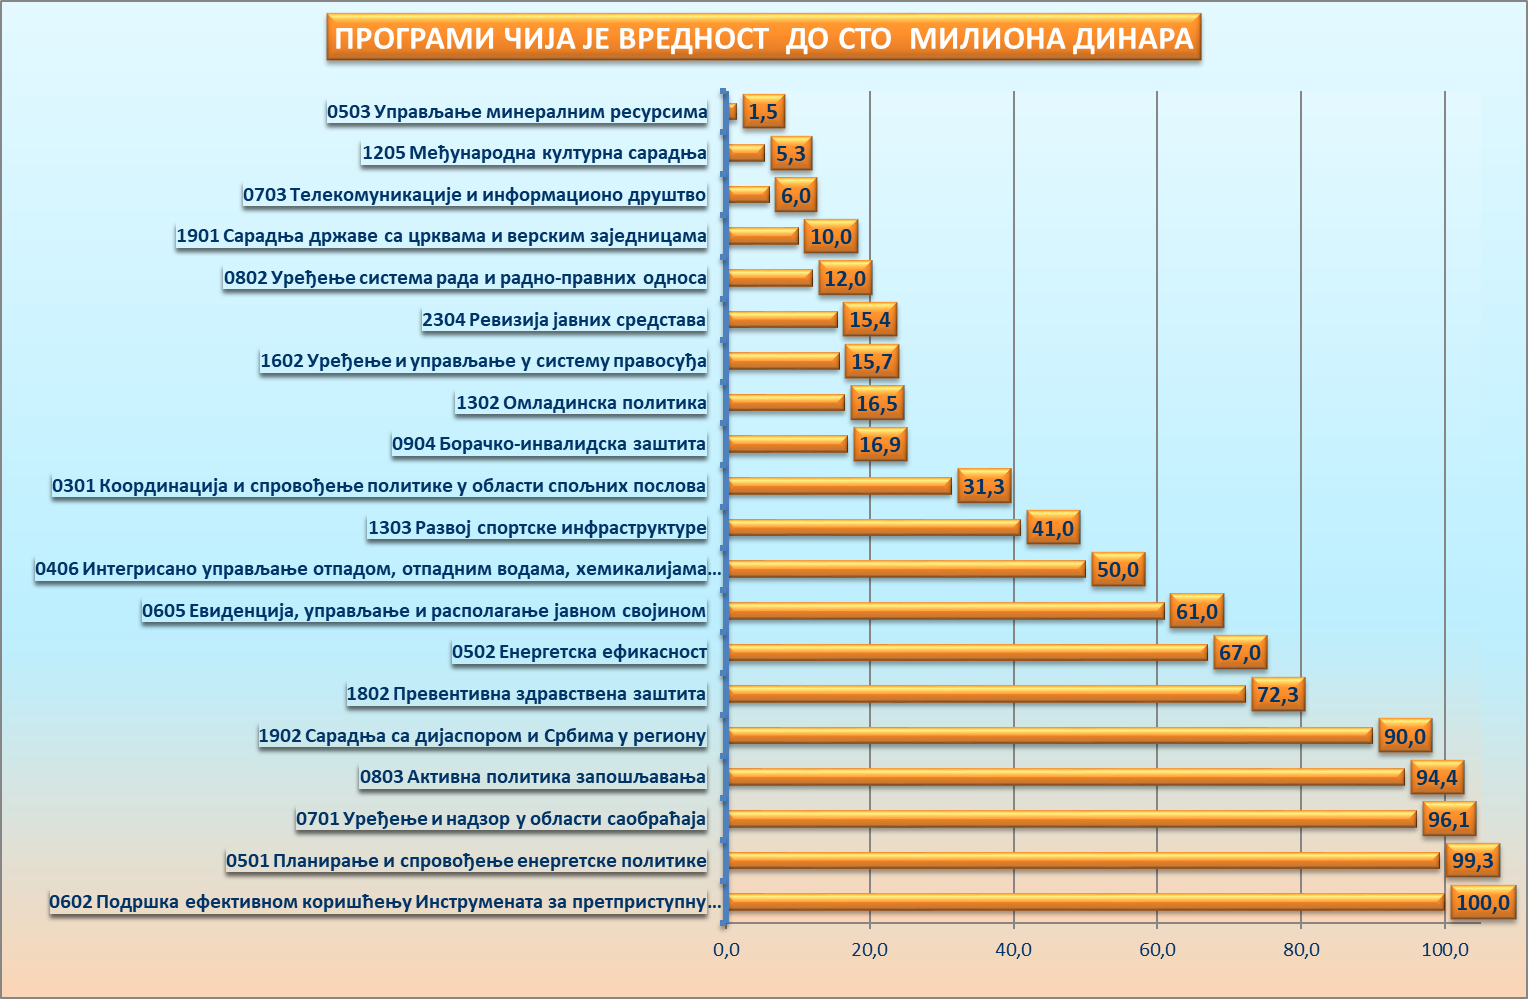 ПРОГРАМИ ЧИЈА ЈЕ ВРЕДНОСТ ДО СТО МИЛИОНА ДИНАРА
0503 Управљање минералним ресурсима 1,5
1205 Међународна културна сарадња 5,3
0703 Телекомуникације и информационо друштво 6,0
1901 Сарадња државе са црквама и верским заједницама 10,0
0802 Уређење система рада и радно-правних односа 12,0
2304 Ревизија јавних средстава 15,4
1602 Уређење и управљање у систему правосуђа 15,7
1302 Омладинска политика 16,5
0904 Борачко-инвалидска заштита 16,9
0301 Координација и спровођење политике у области спољних послова 31,3
1303 Развој спортске инфраструктуре 41,0
0406 Интегрисано управљање отпадом, отпадним водама, хемикалијама... 50,0
0605 Евиденција, управљање и располагање јавном својином 61,0
0502 Енергетска ефикасност 67,0
1802 Превентивна здравствена заштита 72,3
1902 Сарадња са дијаспором и Србима у региону 90,0
0803 Активна политика запошљавања 94,4
0701 Уређење и надзор у области саобраћаја 96,1
0501 Планирање и спровођење енергетске политике 99,3
0602 Подршка ефективном коришћењу Инструмената за претприступну... 100,0
0,0 20,0 40,0 60,0 80,0 100,0